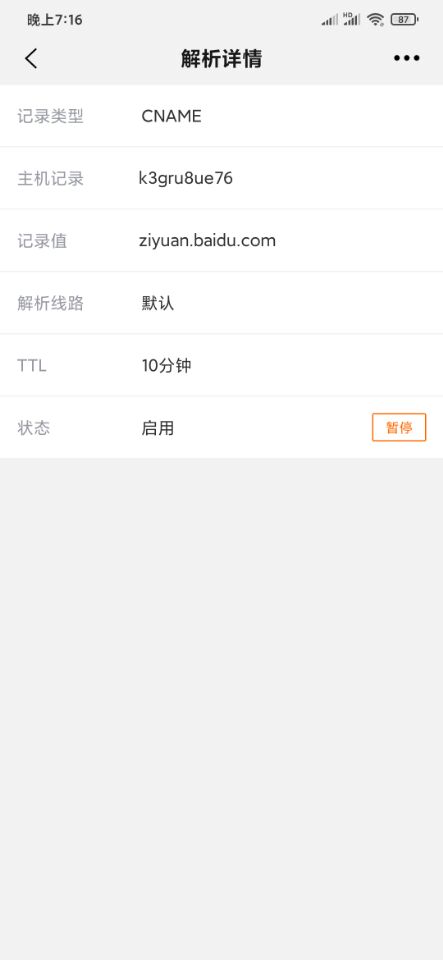 晚上7:16
HD
87
解析详情
记录类型 CNAME
主机记录 k3gru8ue76
记录值 ziyuan.baidu.com
解析线路 默认
TTL 10分钟
状态 启用 暂停